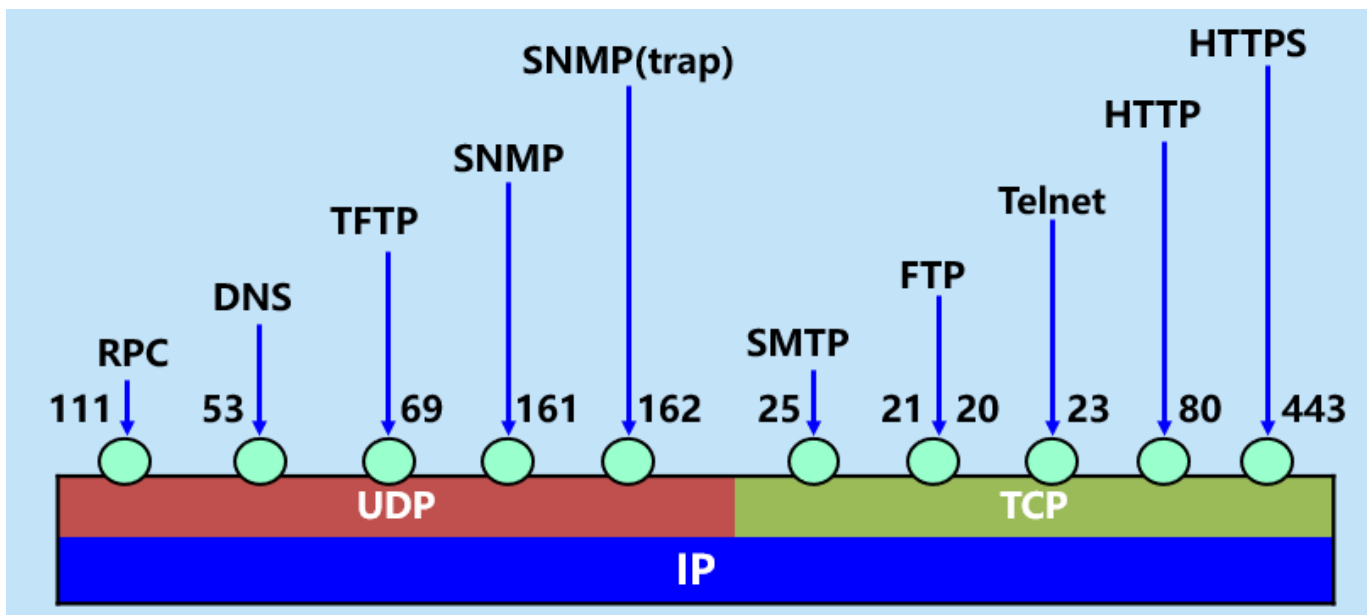 HTTPS
SNMP(trap)
HTTP
SNMP
Telnet
TFTP
FTP
DNS
SMTP
RPC
111 53 69 161 162 25 21 20 23 80 443
UDP TCP
IP